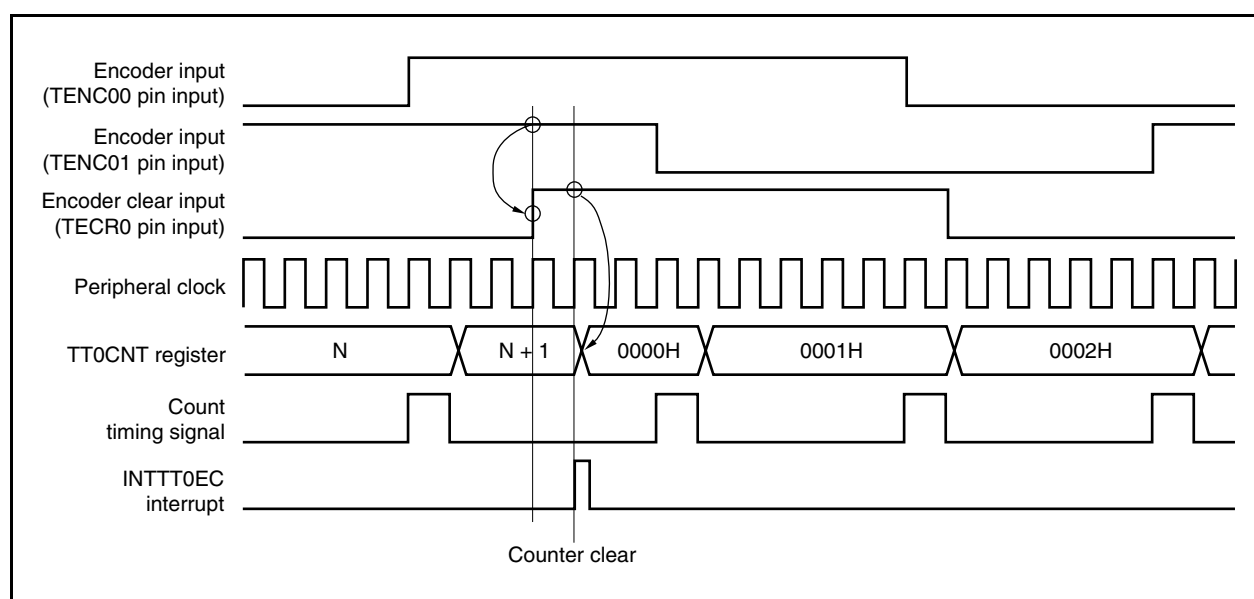 Encoder input
(TENC00 pin input)
Encoder input
(TENC01 pin input)
Encoder clear input
(TECR0 pin input)
Peripheral clock
TT0CNT register
N
N + 1
0000H
0001H
0002H
Count
timing signal
INTTT0EC
interrupt
Counter clear